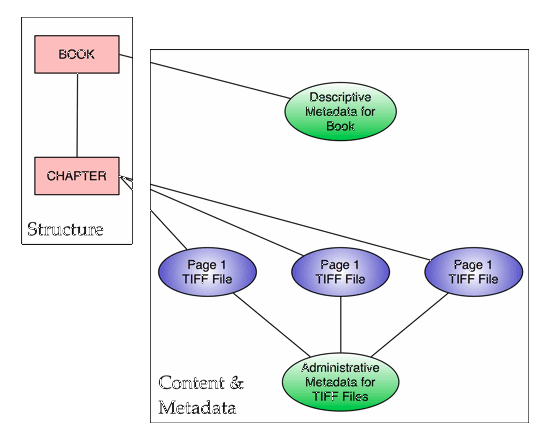 BOOK
Descriptive
Metadata for
Book
CHAPTER
Structure
Page 1
TIFF File
Page 1
TIFF File
Page 1
TIFF File
Administrative
Metadata for
TIFF Files
Content &
Metadata